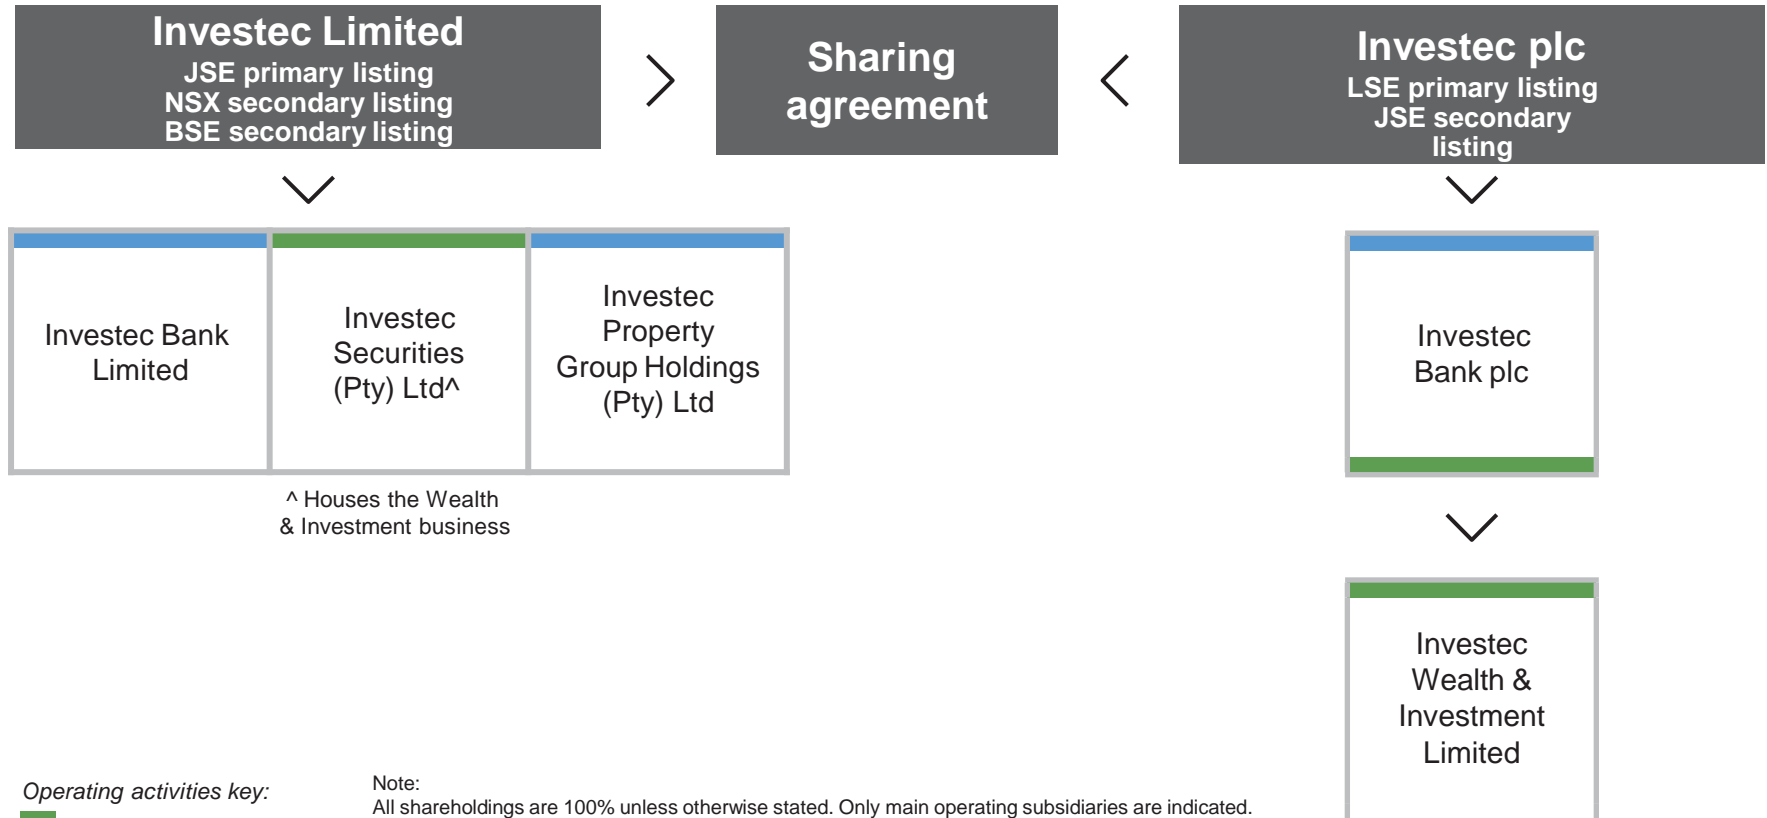 Investec Limited
JSE primary listing
NSX secondary listing
BSE secondary listing
Sharing
agreement
Investec plc
LSE primary listing
JSE secondary
listing
Investec Bank
Limited
Investec
Securities
(Pty) Ltd^
Investec
Property
Group Holdings
(Pty) Ltd
Investec
Bank plc
^ Houses the Wealth
& Investment business
Investec
Wealth &
Investment
Limited
Operating activities key:
Note:
All shareholdings are 100% unless otherwise stated. Only main operating subsidiaries are indicated.